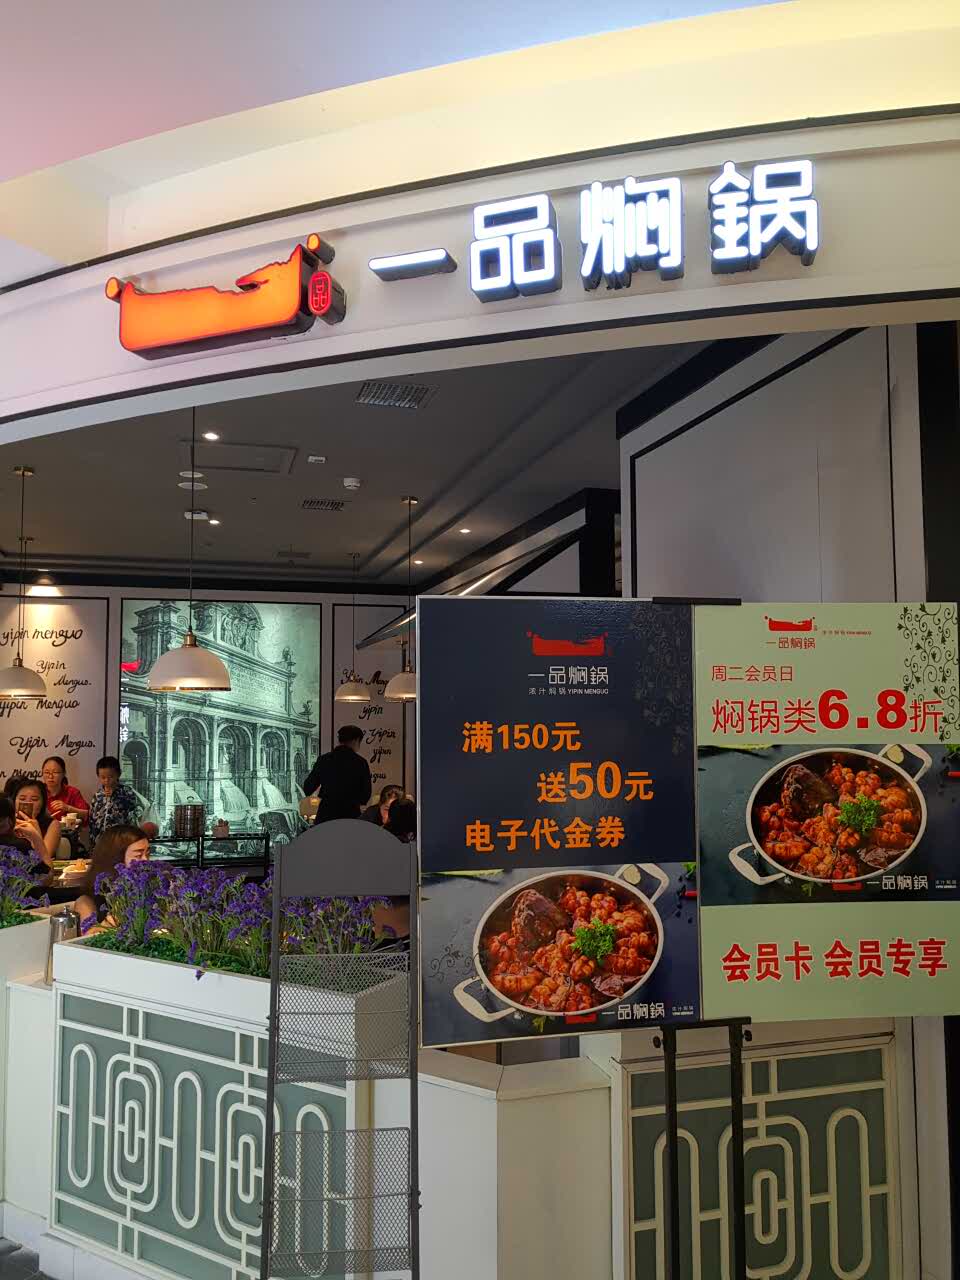 品
一品焖锅
yipin menguo
Yipin
Menguo.
yipin
menguo
Yipin Menguo.
Yipin
yipin
一品焖锅
浓汁焖锅 YIPIN MENGUO
满150元
送50元
电子代金券
一品焖锅
一品焖锅
周二会员日
焖锅类6.8折
一品焖锅
会员卡 会员专享